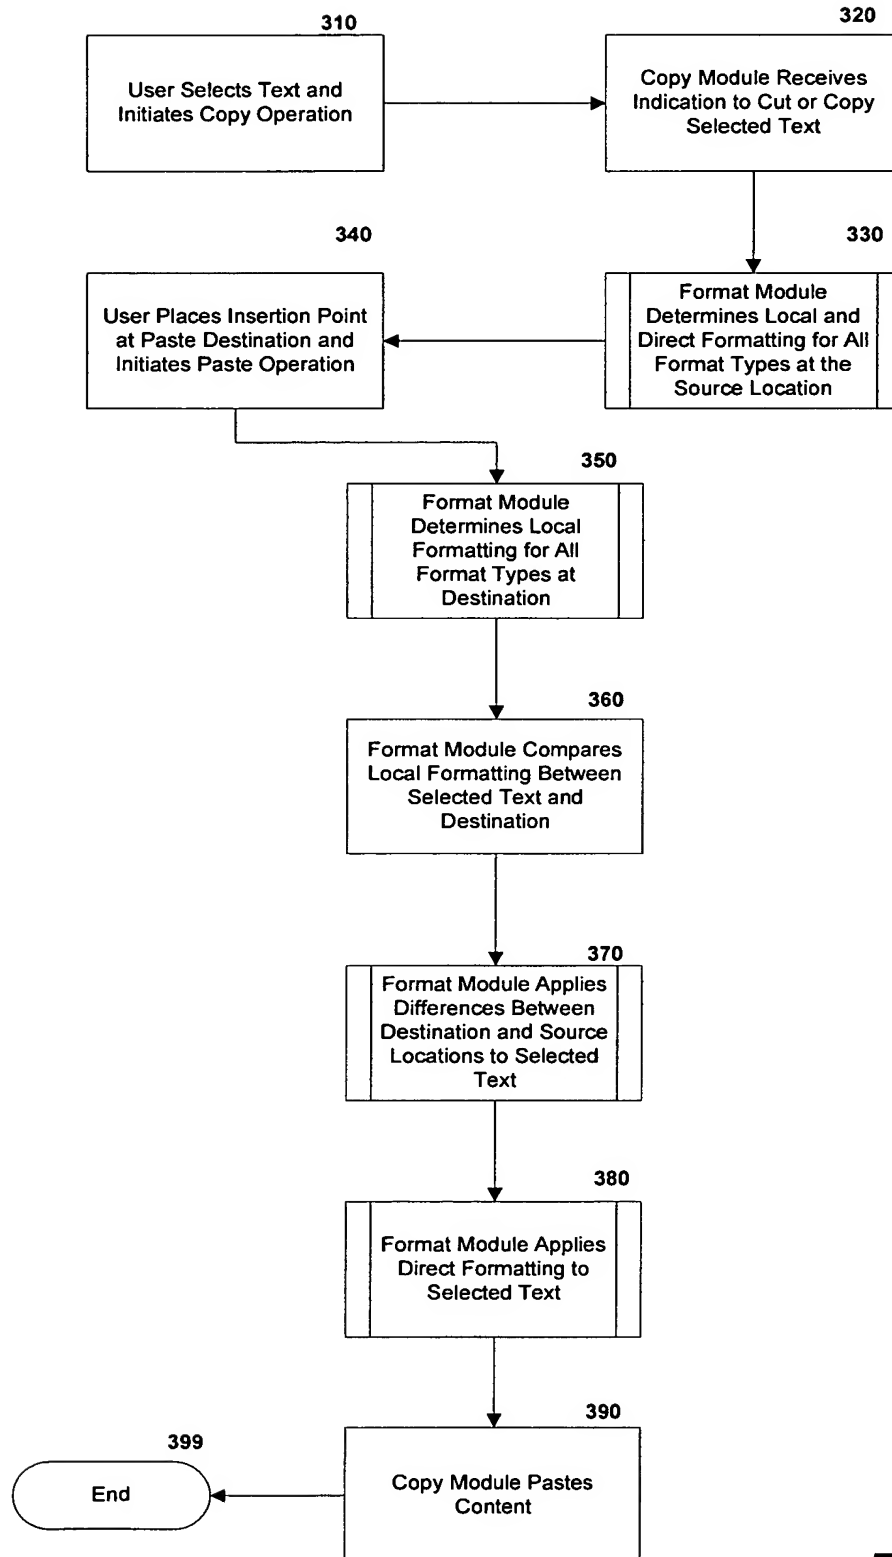 310
User Selects Text and
Initiates Copy Operation
320
Copy Module Receives
Indication to Cut or Copy
Selected Text
330
Format Module
Determines Local and
Direct Formatting for All
Format Types at the
Source Location
340
User Places Insertion Point
at Paste Destination and
Initiates Paste Operation
350
Format Module
Determines Local
Formatting for All
Format Types at
Destination
360
Format Module Compares
Local Formatting Between
Selected Text and
Destination
370
Format Module Applies
Differences Between
Destination and Source
Locations to Selected
Text
380
Format Module Applies
Direct Formatting to
Selected Text
390
Copy Module Pastes
Content
399
End